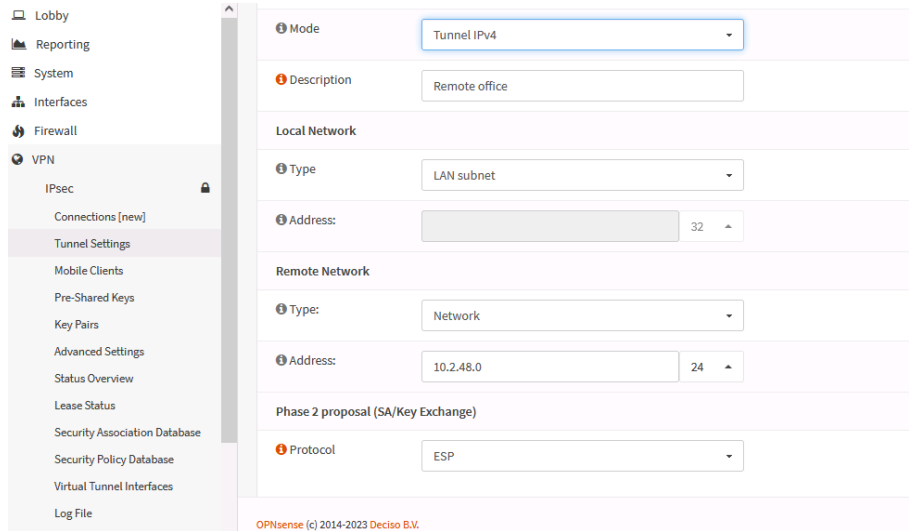 Lobby
Reporting
System
Interfaces
Firewall
VPN
IPsec
Connections [new]
Tunnel Settings
Mobile Clients
Pre-Shared Keys
Key Pairs
Advanced Settings
Status Overview
Lease Status
Security Association Database
Security Policy Database
Virtual Tunnel Interfaces
Log File
Mode Tunnel IPv4
Description Remote office
Local Network
Type LAN subnet
Address: 32
Remote Network
Type: Network
Address: 10.2.48.0 24
Phase 2 proposal (SA/Key Exchange)
Protocol ESP
OPNsense (c) 2014-2023 Deciso B.V.